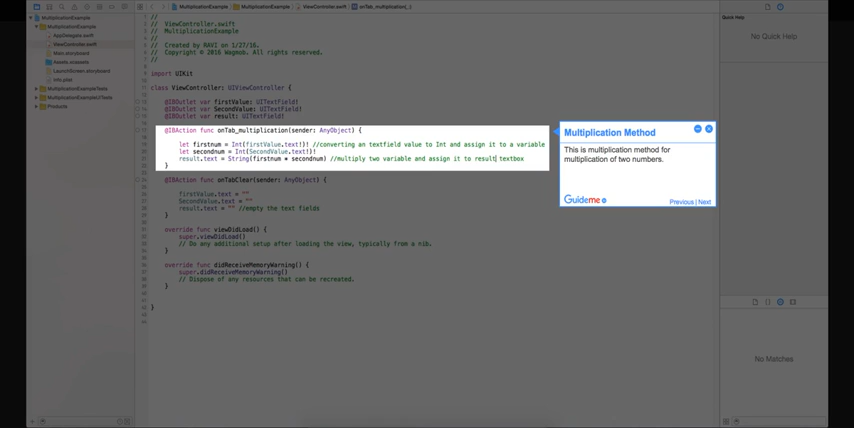 MultiplicationExample
MultiplicationExample
AppDelegate.swift
ViewController.swift
Main.storyboard
Assets.xcassets
LaunchScreen.storyboard
Info.plist
MultiplicationExampleTests
MultiplicationExampleUITests
Products
MultiplicationExample MultiplicationExample ViewController.swift onTab_multiplication(_:)
//
// ViewController.swift
// MultiplicationExample
//
// Created by RAVI on 1/27/16.
// Copyright © 2016 Wagmob. All rights reserved.
//
import UIKit
class ViewController: UIViewController {
@IBOutlet var firstValue: UITextField!
@IBOutlet var SecondValue: UITextField!
@IBOutlet var result: UITextField!
@IBAction func onTab_multiplication(sender: AnyObject) {
let firstnum = Int(firstValue.text!)! //converting an textfield value to Int and assign it to a variable
let secondnum = Int(SecondValue.text!)!
result.text = String(firstnum * secondnum) //multiply two variable and assign it to result textbox
}
@IBAction func onTabClear(sender: AnyObject) {
firstValue.text = ""
SecondValue.text = ""
result.text = "" //empty the text fields
}
override func viewDidLoad() {
super.viewDidLoad()
// Do any additional setup after loading the view, typically from a nib.
}
override func didReceiveMemoryWarning() {
super.didReceiveMemoryWarning()
// Dispose of any resources that can be recreated.
}
}
Multiplication Method
This is multiplication method for
multiplication of two numbers.
Guideme
Previous | Next
Quick Help
No Quick Help
No Matches